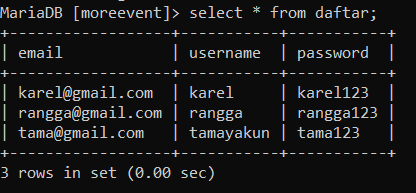 MariaDB [moreevent]> select * from daftar;
+------------------+-----------+-----------+
| email            | username  | password  |
+------------------+-----------+-----------+
| karel@gmail.com  | karel     | karel123  |
| rangga@gmail.com | rangga    | rangga123 |
| tama@gmail.com   | tamayakun | tama123   |
+------------------+-----------+-----------+
3 rows in set (0.00 sec)